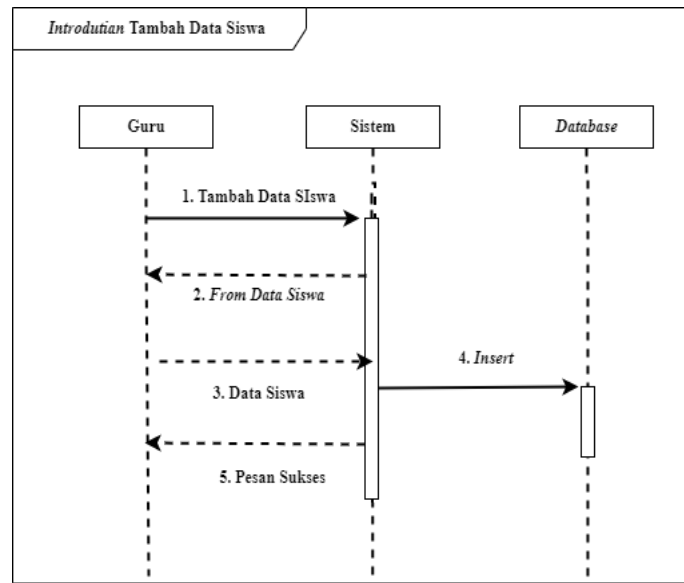 Introdutian Tambah Data Siswa
Guru
Sistem
Database
1. Tambah Data SIswa
2. From Data Siswa
3. Data Siswa
4. Insert
5. Pesan Sukses